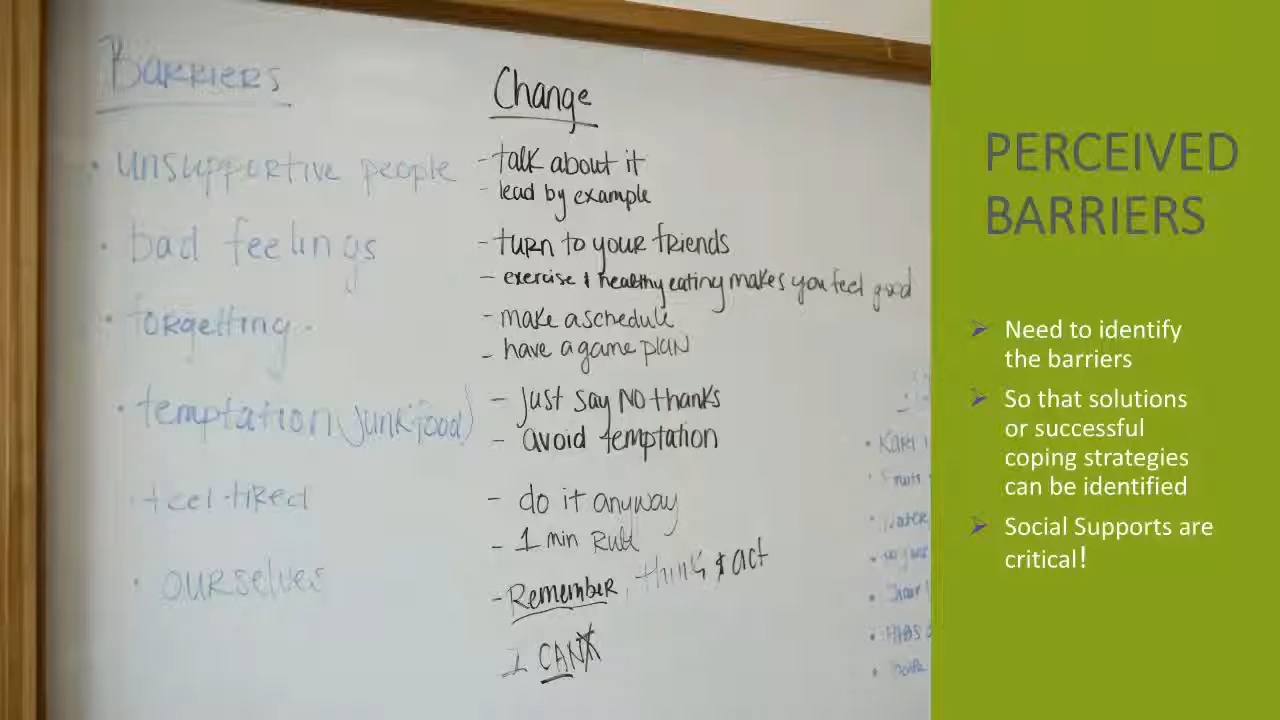 BARRIERS
• unsupportive people
• bad feelings
• forgetting.
• temptation (junk food)
• feel tired
• ourselves
Change
- talk about it
- lead by example
- turn to your friends
- exercise & healthy eating makes you feel good
- make a schedule
- have a game plan
- just say NO thanks
- avoid temptation
- do it anyway
- 1 min Rule
- Remember, think & act
I CAN
• Water
• HABS
PERCEIVED
BARRIERS
➢ Need to identify
the barriers
➢ So that solutions
or successful
coping strategies
can be identified
➢ Social Supports are
critical!